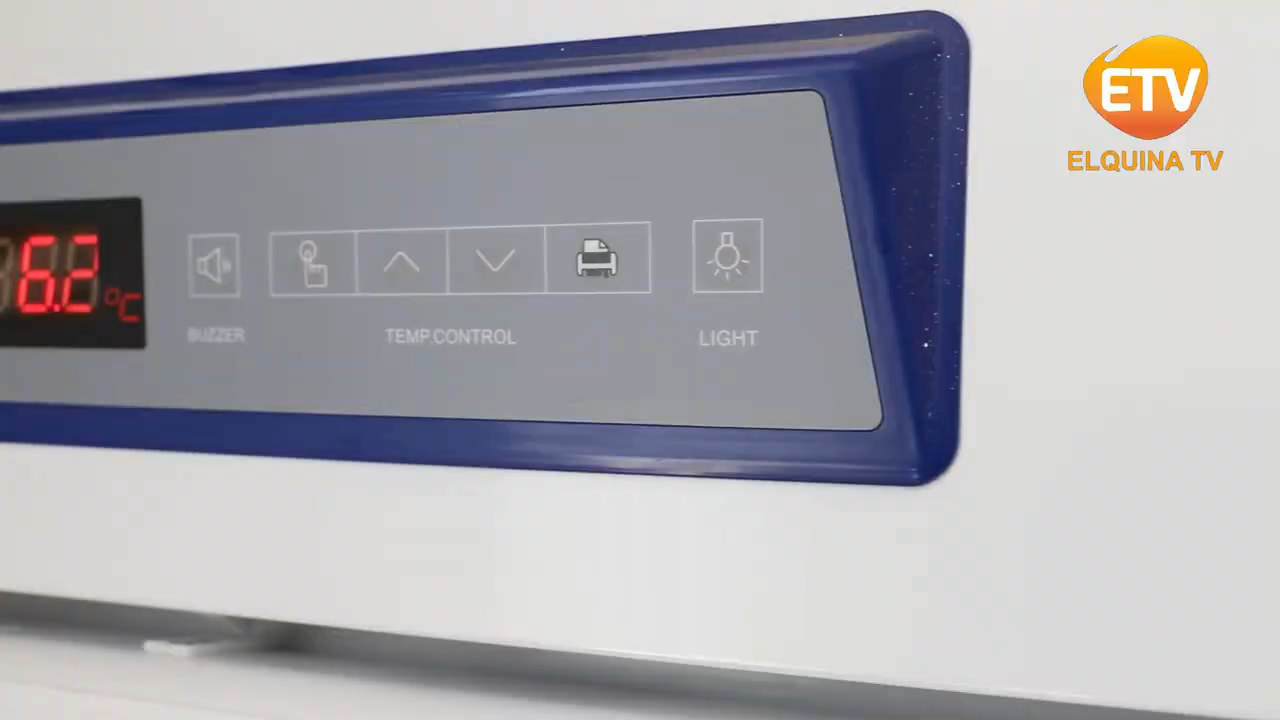 ETV
ELQUINA TV
6.2 °C
BUZZER
TEMP.CONTROL
LIGHT